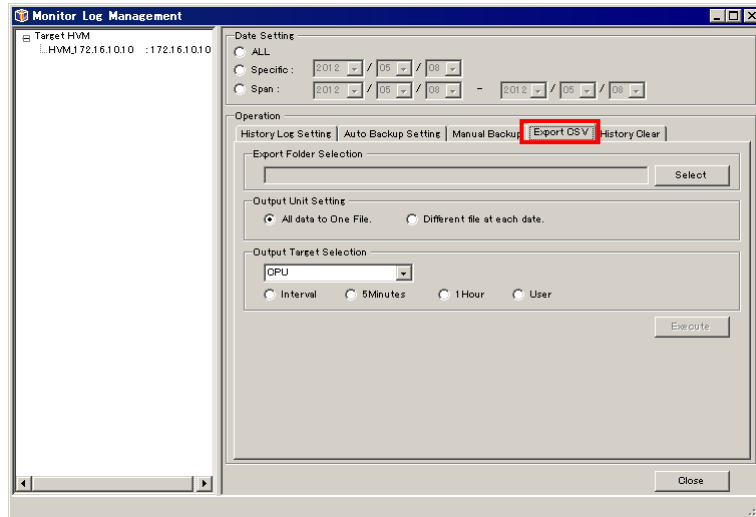 Monitor Log Management
Target HVM
HVM_172.16.10.10 : 172.16.10.10
Date Setting
ALL
Specific : 2012 / 05 / 08
Span : 2012 / 05 / 08 - 2012 / 05 / 08
Operation
History Log Setting Auto Backup Setting Manual Backup Export CSV History Clear
Export Folder Selection
Select
Output Unit Setting
All data to One File. Different file at each date.
Output Target Selection
CPU
Interval 5Minutes 1Hour User
Execute
Close